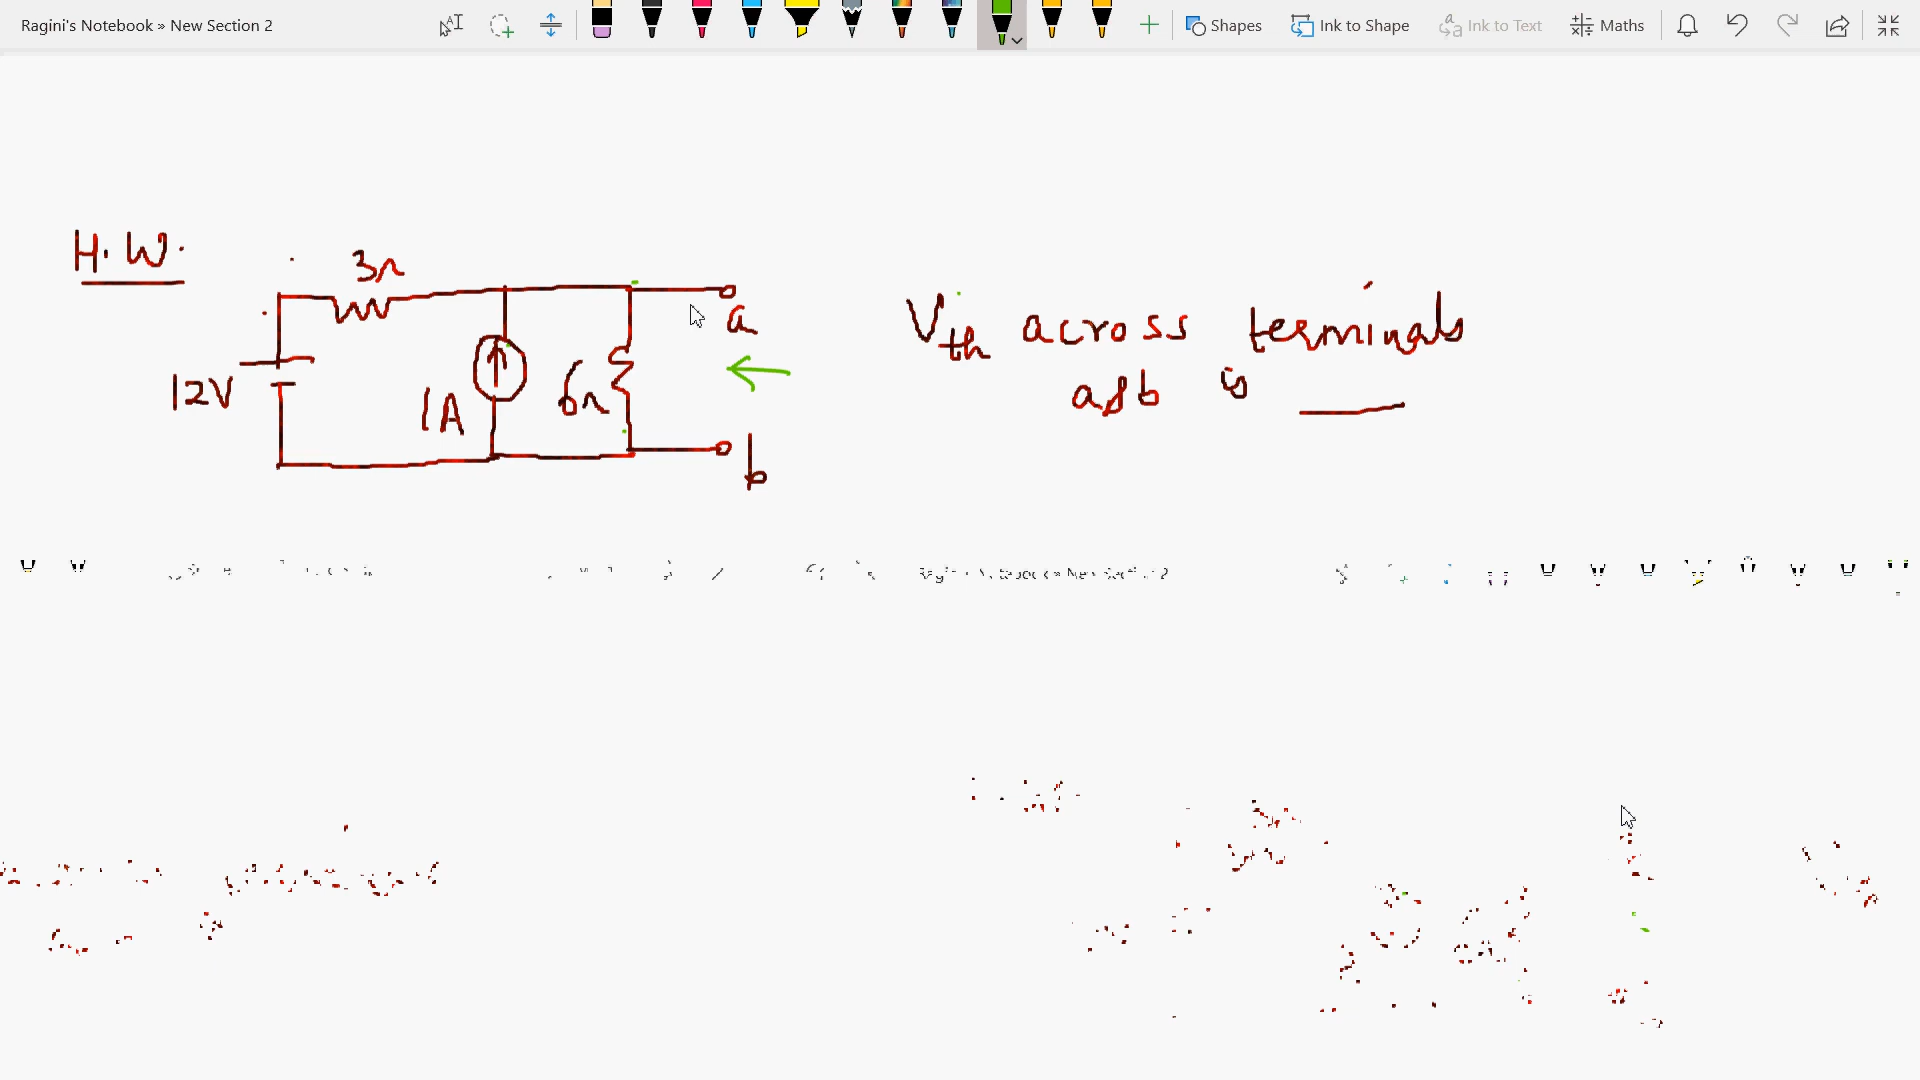 Ragini's Notebook » New Section 2
Shapes
Ink to Shape
Ink to Text
Maths
H.W.
3Ω
12V
1A
6Ω
a
b
Vth across terminals
a & b is ____